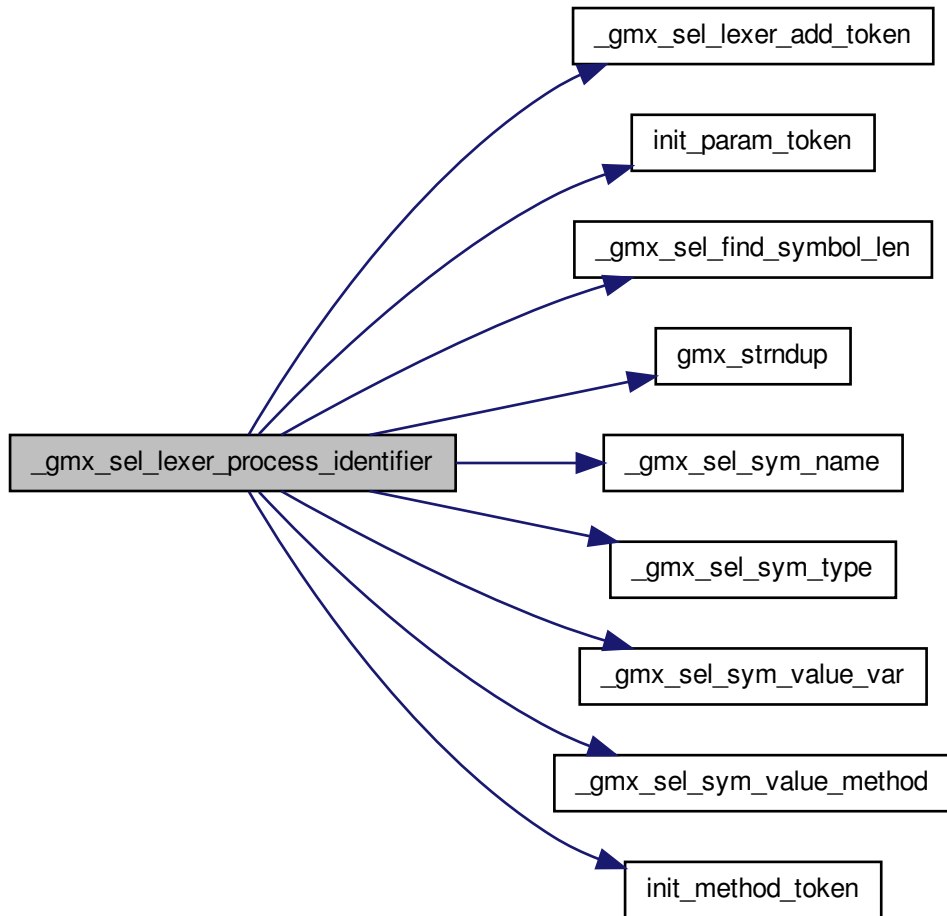 _gmx_sel_lexer_add_token
init_param_token
_gmx_sel_find_symbol_len
gmx_strndup
_gmx_sel_lexer_process_identifier
_gmx_sel_sym_name
_gmx_sel_sym_type
_gmx_sel_sym_value_var
_gmx_sel_sym_value_method
init_method_token